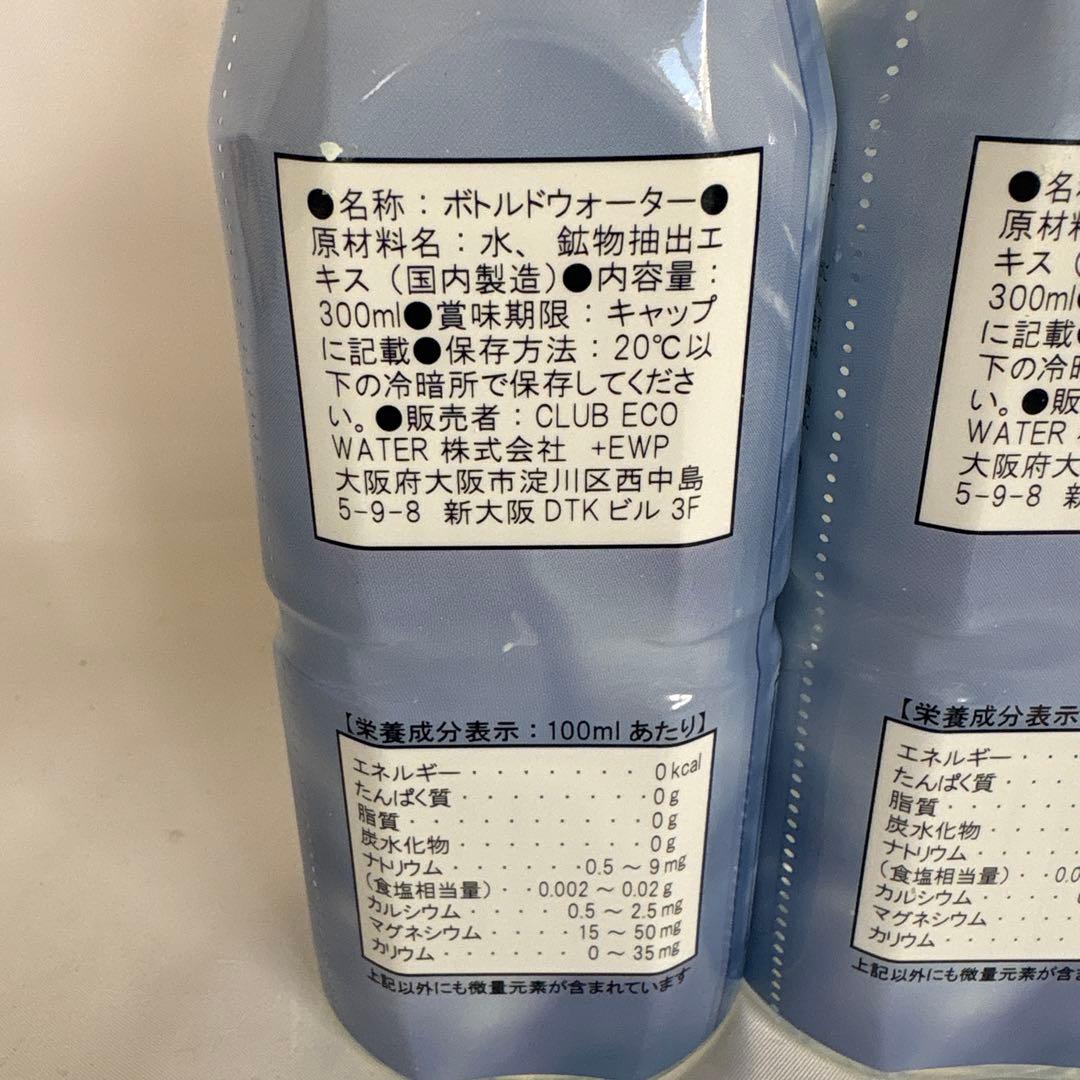 ●名称：ボトルドウォーター●
原材料名：水、鉱物抽出エ
キス（国内製造）●内容量：
300ml●賞味期限：キャップ
に記載●保存方法：20℃以
下の冷暗所で保存してくださ
い。●販売者：CLUB ECO
WATER 株式会社 +EWP
大阪府大阪市淀川区西中島
5-9-8 新大阪 DTK ビル 3F
【栄養成分表示：100ml あたり】
エネルギー・・・・・・・0kcal
たんぱく質・・・・・・・・0g
脂質・・・・・・・・・・0g
炭水化物・・・・・・・・0g
ナトリウム・・・・・0.5～9mg
（食塩相当量）・・0.002～0.02g
カルシウム・・・・・0.5～2.5mg
マグネシウム・・・・15～50mg
カリウム・・・・・・0～35mg
上記以外にも微量元素が含まれています
●名
原材料
キス（
300ml
に記載
下の冷暗
い。●販
WATER
大阪府大阪
5-9-8 新
【栄養成分表示
エネルギー・・
たんぱく質・・・
脂質・・・・・
炭水化物・・・・
ナトリウム・・・・
（食塩相当量）・・0.0
カルシウム・・・・
マグネシウム・・・
カリウム・・・・・
上記以外にも微量元素が含ま